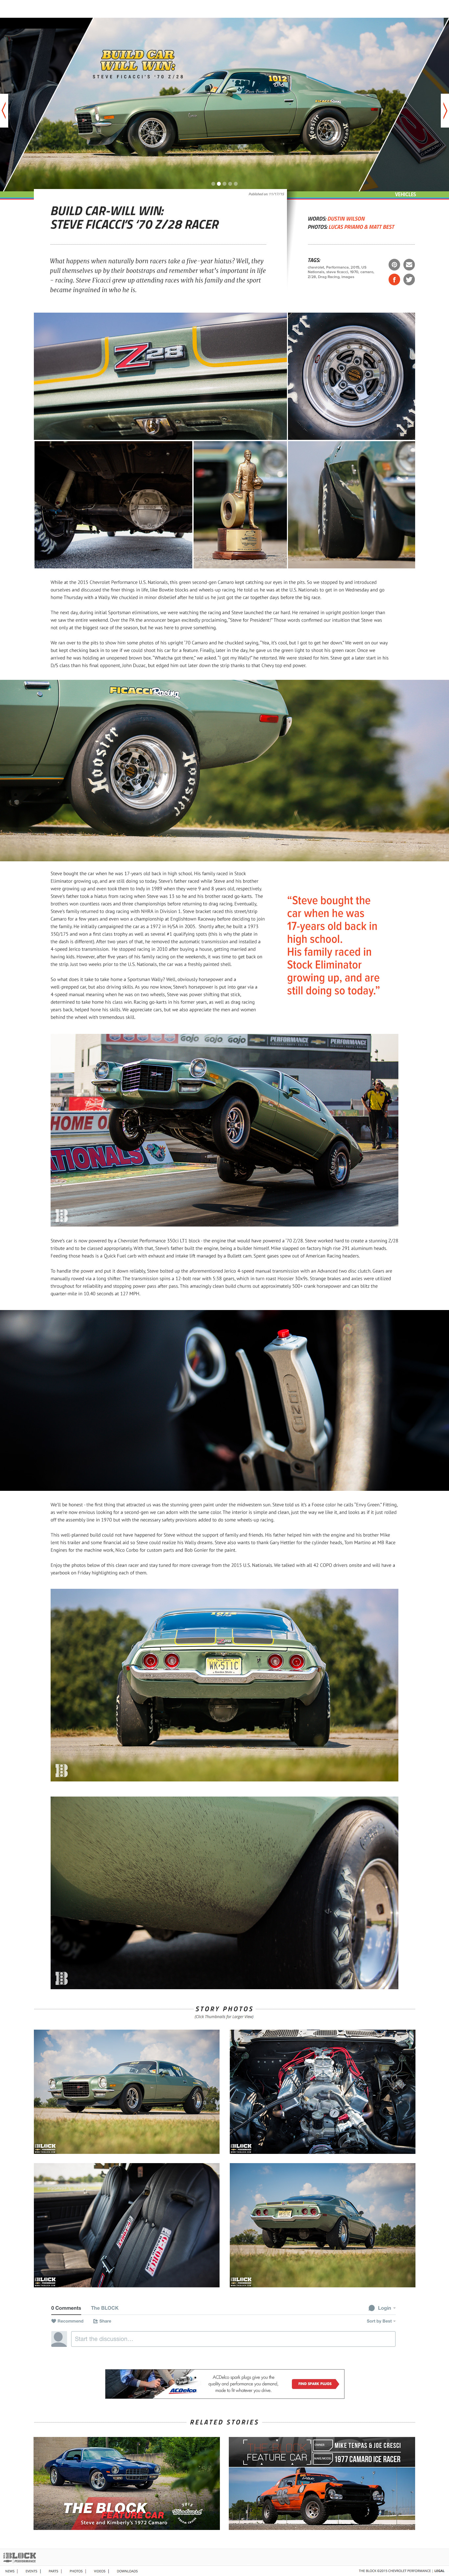 BUILD CAR
WILL WIN:
STEVE FICACCI'S '70 Z/28
1012
VEHICLES
BUILD CAR-WILL WIN:
STEVE FICACCI'S '70 Z/28 RACER
WORDS: DUSTIN WILSON
PHOTOS: LUCAS PRIAMO & MATT BEST
What happens when naturally born racers take a five-year hiatus? Well, they
pull themselves up by their bootstraps and remember what's important in life
- racing. Steve Ficacci grew up attending races with his family and the sport
became ingrained in who he is.
TAGS:
Z28
While at the 2015 Chevrolet Performance U.S. Nationals, this green second-gen Camaro kept catching our eyes in the pits. So we stopped by and introduced
ourselves and discussed the finer things in life, like Bowtie blocks and wheels up racing. He told us he was at the U.S. Nationals to get in on Wednesday and go
home Thursday with a Wally. We chuckled in minor disbelief after he told us he just got the car together days before the big race.
The next day, during initial Sportsman eliminations, we were watching the racing and Steve launched the car hard. He remained in upright position longer than
we saw the entire weekend. Over the PA the announcer began excitedly proclaiming, "Steve for President!" Those words confirmed our intuition that Steve was
not only at the biggest race of the season, but he was here to prove something.
We ran over to the pits to show him some photos of his upright '70 Camaro and he chuckled saying, "Yea, it's cool, but I got to get her down." We went on our way
but kept checking back in to see if we could shoot his car for a feature. Finally, later in the day, he gave us the green light to shoot his green racer. Once we
arrived he was holding an unopened brown box. "Whatcha got there," we asked. "I got my Wally!" he retorted. We were stoked for him. Steve got a later start in his
D/S class than his final opponent, John Duzac, but edged him out later down the strip thanks to that Chevy top end power.
FICACCI Racing
Hoosier
Hoosier
Steve bought the car when he was 17-years old back in high school. His family raced in Stock
Eliminator growing up, and are still doing so today. Steve's father raced while Steve and his brother
were growing up and even took them to Indy in 1989 when they were 9 and 8 years old, respectively.
Steve's father took a hiatus from racing when Steve was 13 so he and his brother could race go-karts. The
brothers won countless races and three championships before returning to drag racing. Eventually,
Steve's family returned to drag racing with NHRA in Division 1. Steve bracket raced this street/strip
Camaro for a few years and even won a championship at Englishtown Raceway before deciding to join
the family. He initially campaigned the car as a 1972 in H/SA in 2005. Shortly after, he built a 1973
350/175 and won a first class trophy as well as qualifying spots (this is why the gauge cluster and
the dash is different). After two years of that, he removed the automatic transmission and installed a
4-speed Jerico transmission. He stopped racing in 2010 after buying a house, getting married and
having kids. However, after five years of his family racing on the weekends, it was time to get back on
the strip. Just two weeks prior to the U.S. Nationals, the car was a freshly painted shell.
"Steve bought the
car when he was
17-years old back in
high school.
His family raced in
Stock Eliminator
growing up, and are
still doing so today."
So what does it take to take home a Sportsman Wally? Well, obviously horsepower and a
well-prepped car, but also driving skills. As you may know, Steve's horsepower is put into gear via a
4-speed manual meaning when he was on two wheels, Steve was power shifting that stick,
determined to take home his class win. Racing go-karts in his former years, as well as drag racing
years back, helped hone his skills. We appreciate cars, but we also appreciate the men and women
behind the wheel with tremendous skill.
PERFORMANCE
PERFORMANCE
HOME O
NATIONALS
Steve's car is now powered by a Chevrolet Performance 350ci LT1 block - the engine that would have powered a '70 Z/28. Steve worked hard to create a stunning Z/28
tribute and to be classed appropriately. With that, Steve's father built the engine, being a builder himself. Mike slapped on factory high rise 291 aluminum heads.
Feeding those heads is a Quick Fuel carb with exhaust and intake lift managed by a Bullet cam. Spent gases spew out of American Racing headers.
To handle the power and put it down reliably, Steve bolted up the aforementioned Jerico 4-speed manual transmission with an Advanced two disc clutch. Gears are
manually rowed via a long shifter. The transmission spins a 12-bolt rear with 5:38 gears, which in turn roast Hoosier 30x9s. Strange brakes and axles were utilized
throughout for reliability and stopping power pass after pass. This amazingly clean build churns out approximately 500+ crank horsepower and can blitz the
quarter-mile in 10.40 seconds at 127 MPH.
LONG
We'll be honest - the first thing that attracted us was the stunning green paint under the midwestern sun. Steve told us it's a Fusse color he calls "Envy Green." Fitting,
as we're now envious looking for a second-gen we can adorn with the same color. The interior is simple and clean, just the way we like it, and looks as if it just rolled
off the assembly line in 1970 but with the necessary safety provisions added to do some wheels up racing.
This well-planned build could not have happened for Steve without the support of family and friends. His father helped him with the engine and his brother Mike
lent his trailer and some financial aid so Steve could realize his Wally dreams. Steve also wants to thank Gary Hettler for the cylinder heads, Tom Martino at MB Race
Engines for the machine work, Nico Corbo for custom parts and Bob Gonier for the paint.
Enjoy the photos below of this clean racer and stay tuned for more coverage from the 2015 U.S. Nationals. We talked with all 42 COPO drivers onsite and will have a
yearbook on Friday highlighting each of them.
WK·511C
STORY PHOTOS
(Click Thumbnails for Larger View)
0 Comments
The BLOCK
Login
Recommend
Share
Sort by Best
Start the discussion...
ACDelco
ACDelco spark plugs give you the
quality and performance you demand,
made to fit whatever you drive.
FIND SPARK PLUGS
RELATED STORIES
THE BLOCK
FEATURE CAR
Steve and Kimberly's 1972 Camaro
FEATURE CAR
MIKE TENPAS & JOE CRESCI
1977 CAMARO ICE RACER
THE BLOCK
NEWS |
EVENTS |
PARTS |
PHOTOS |
VIDEOS |
DOWNLOADS
THE BLOCK ©2015 CHEVROLET PERFORMANCE | LEGAL